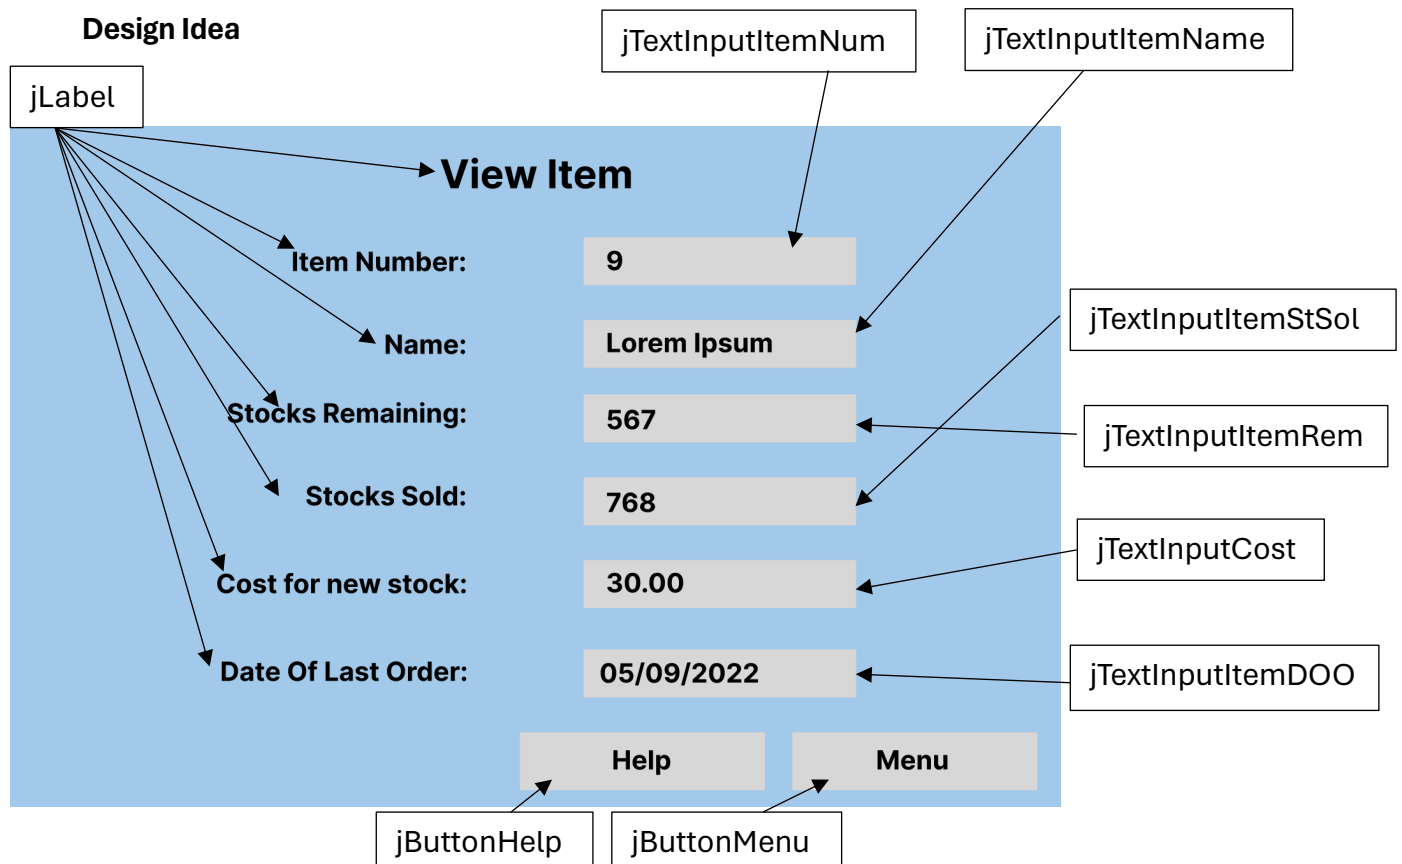 Design Idea
jTextInputItemNum
jTextInputItemName
jLabel
View Item
Item Number:
9
Name:
Lorem Ipsum
jTextInputItemStSol
Stocks Remaining:
567
jTextInputItemRem
Stocks Sold:
768
jTextInputCost
Cost for new stock:
30.00
Date Of Last Order:
05/09/2022
jTextInputItemDOO
Help
Menu
jButtonHelp
jButtonMenu